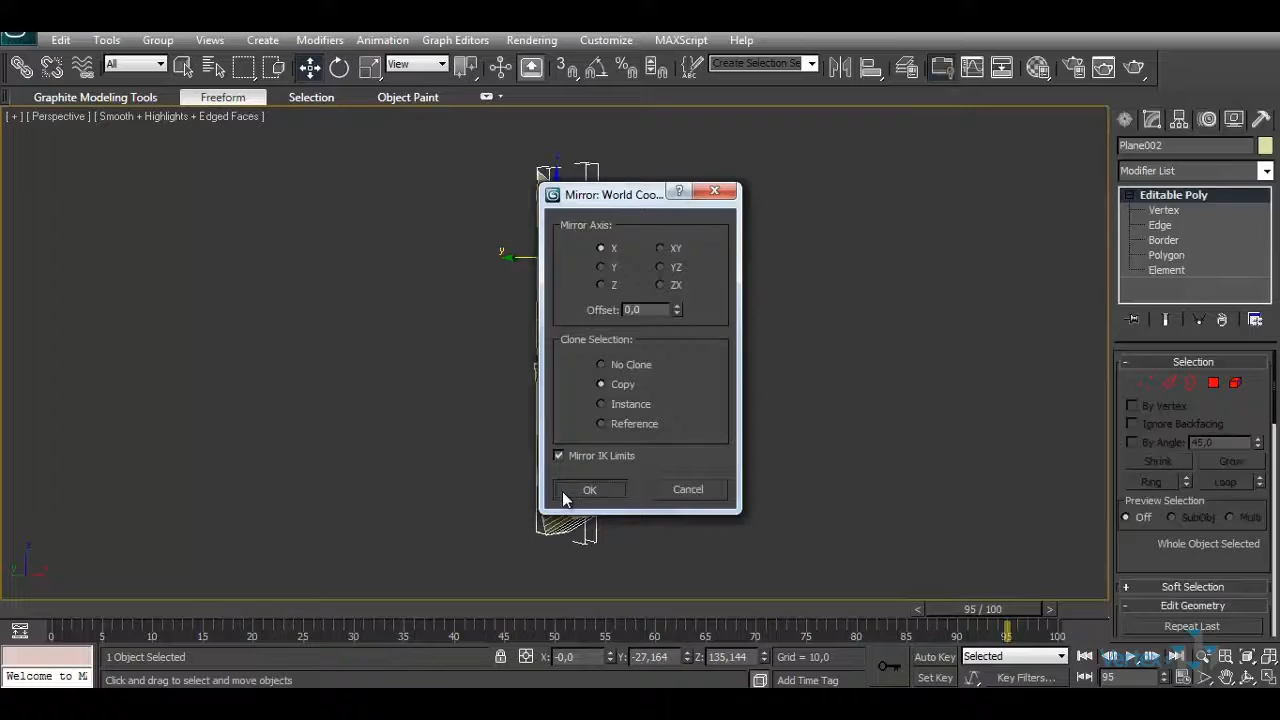 Edit Tools Group Views Create Modifiers Animation Graph Editors Rendering Customize MAXScript Help
All View 3 Create Selection Se
Graphite Modeling Tools Freeform Selection Object Paint
[ + ] [ Perspective ] [ Smooth + Highlights + Edged Faces ]
Plane002
Modifier List
Editable Poly
Vertex
Edge
Border
Polygon
Element
y
Mirror: World Coo...
Mirror Axis:
X XY
Y YZ
Z ZX
Offset: 0,0
Clone Selection:
No Clone
Copy
Instance
Reference
Mirror IK Limits
OK Cancel
Selection
By Vertex
Ignore Backfacing
By Angle: 45,0
Shrink Grow
Ring Loop
Preview Selection
Off SubObj Multi
Whole Object Selected
Soft Selection
Edit Geometry
Repeat Last
z
y x
< 95 / 100 >
0 5 10 15 20 25 30 35 40 45 50 55 60 65 70 75 80 85 90 95 100
1 Object Selected X: -0,0 Y: -27,164 Z: 135,144 Grid = 10,0 Auto Key Selected
Welcome to M Click and drag to select and move objects Add Time Tag Set Key Key Filters... 95